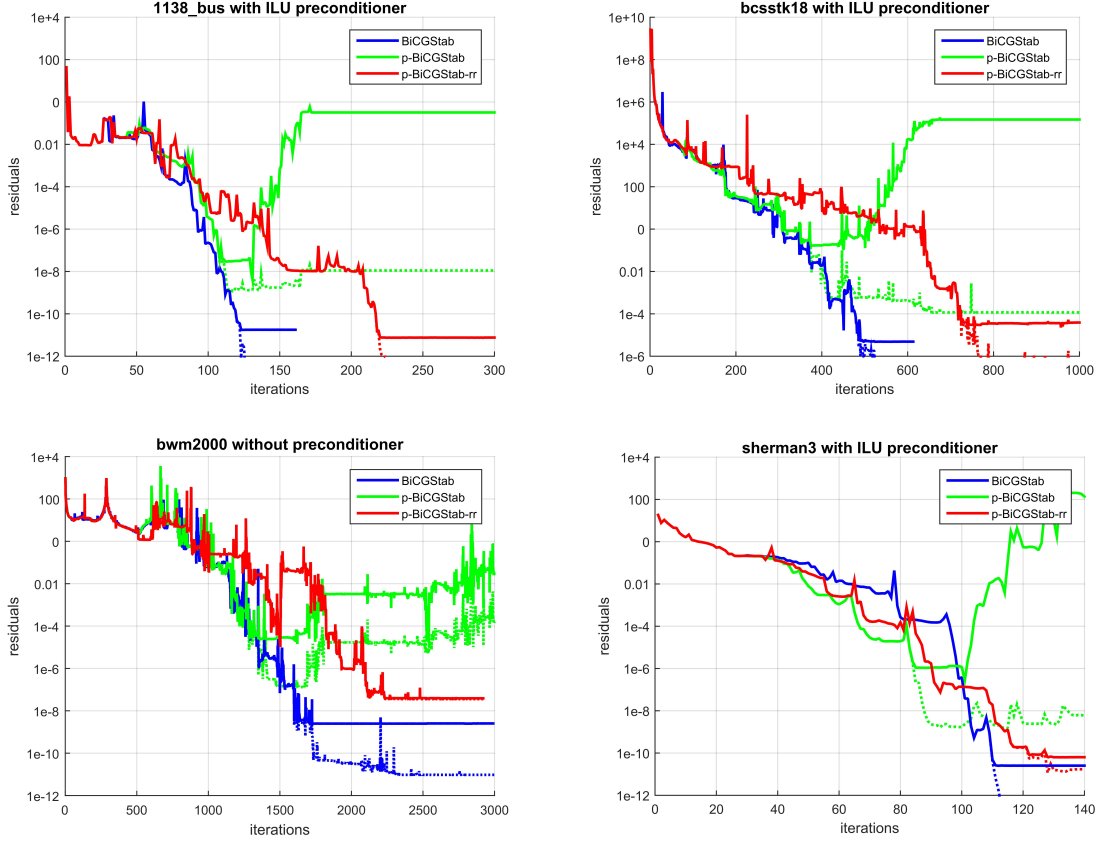 1138_bus with ILU preconditioner
1e+4
100
0
0.01
1e-4
1e-6
1e-8
1e-10
1e-12
residuals
BiCGStab
p-BiCGStab
p-BiCGStab-rr
0 50 100 150 200 250 300
iterations
bcsstk18 with ILU preconditioner
1e+10
1e+8
1e+6
1e+4
100
0
0.01
1e-4
1e-6
residuals
BiCGStab
p-BiCGStab
p-BiCGStab-rr
0 200 400 600 800 1000
iterations
bwm2000 without preconditioner
1e+4
100
0
0.01
1e-4
1e-6
1e-8
1e-10
1e-12
residuals
BiCGStab
p-BiCGStab
p-BiCGStab-rr
0 500 1000 1500 2000 2500 3000
iterations
sherman3 with ILU preconditioner
1e+4
100
0
0.01
1e-4
1e-6
1e-8
1e-10
1e-12
residuals
BiCGStab
p-BiCGStab
p-BiCGStab-rr
0 20 40 60 80 100 120 140
iterations